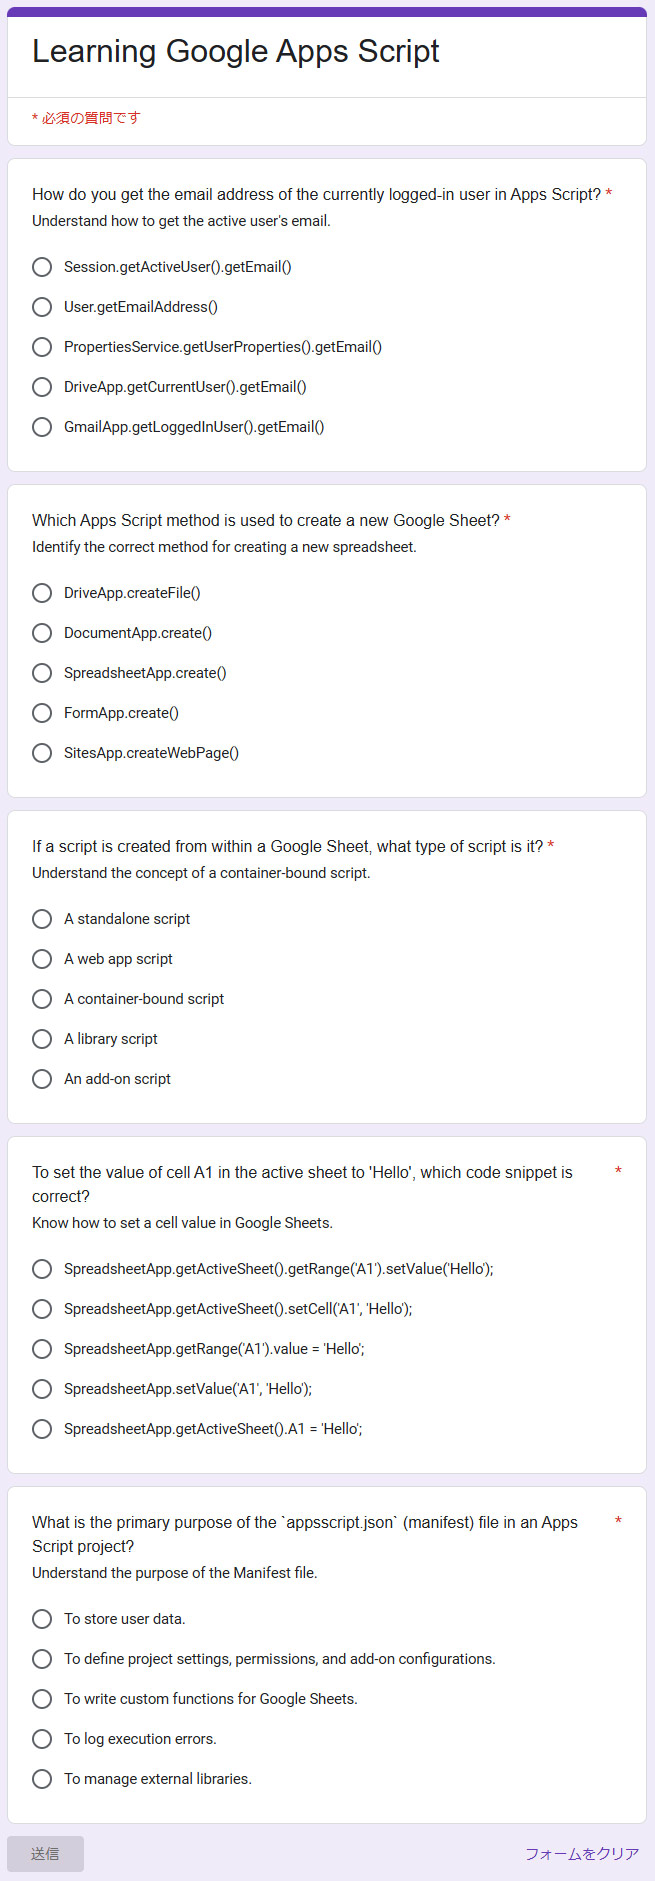 Learning Google Apps Script
* 必須の質問です
How do you get the email address of the currently logged-in user in Apps Script? *
Understand how to get the active user's email.
Session.getActiveUser().getEmail()
User.getEmailAddress()
PropertiesService.getUserProperties().getEmail()
DriveApp.getCurrentUser().getEmail()
GmailApp.getLoggedInUser().getEmail()
Which Apps Script method is used to create a new Google Sheet? *
Identify the correct method for creating a new spreadsheet.
DriveApp.createFile()
DocumentApp.create()
SpreadsheetApp.create()
FormApp.create()
SitesApp.createWebPage()
If a script is created from within a Google Sheet, what type of script is it? *
Understand the concept of a container-bound script.
A standalone script
A web app script
A container-bound script
A library script
An add-on script
To set the value of cell A1 in the active sheet to 'Hello', which code snippet is *
correct?
Know how to set a cell value in Google Sheets.
SpreadsheetApp.getActiveSheet().getRange('A1').setValue('Hello');
SpreadsheetApp.getActiveSheet().setCell('A1', 'Hello');
SpreadsheetApp.getRange('A1').value = 'Hello';
SpreadsheetApp.setValue('A1', 'Hello');
SpreadsheetApp.getActiveSheet().A1 = 'Hello';
What is the primary purpose of the `appsscript.json` (manifest) file in an Apps *
Script project?
Understand the purpose of the Manifest file.
To store user data.
To define project settings, permissions, and add-on configurations.
To write custom functions for Google Sheets.
To log execution errors.
To manage external libraries.
送信
フォームをクリア